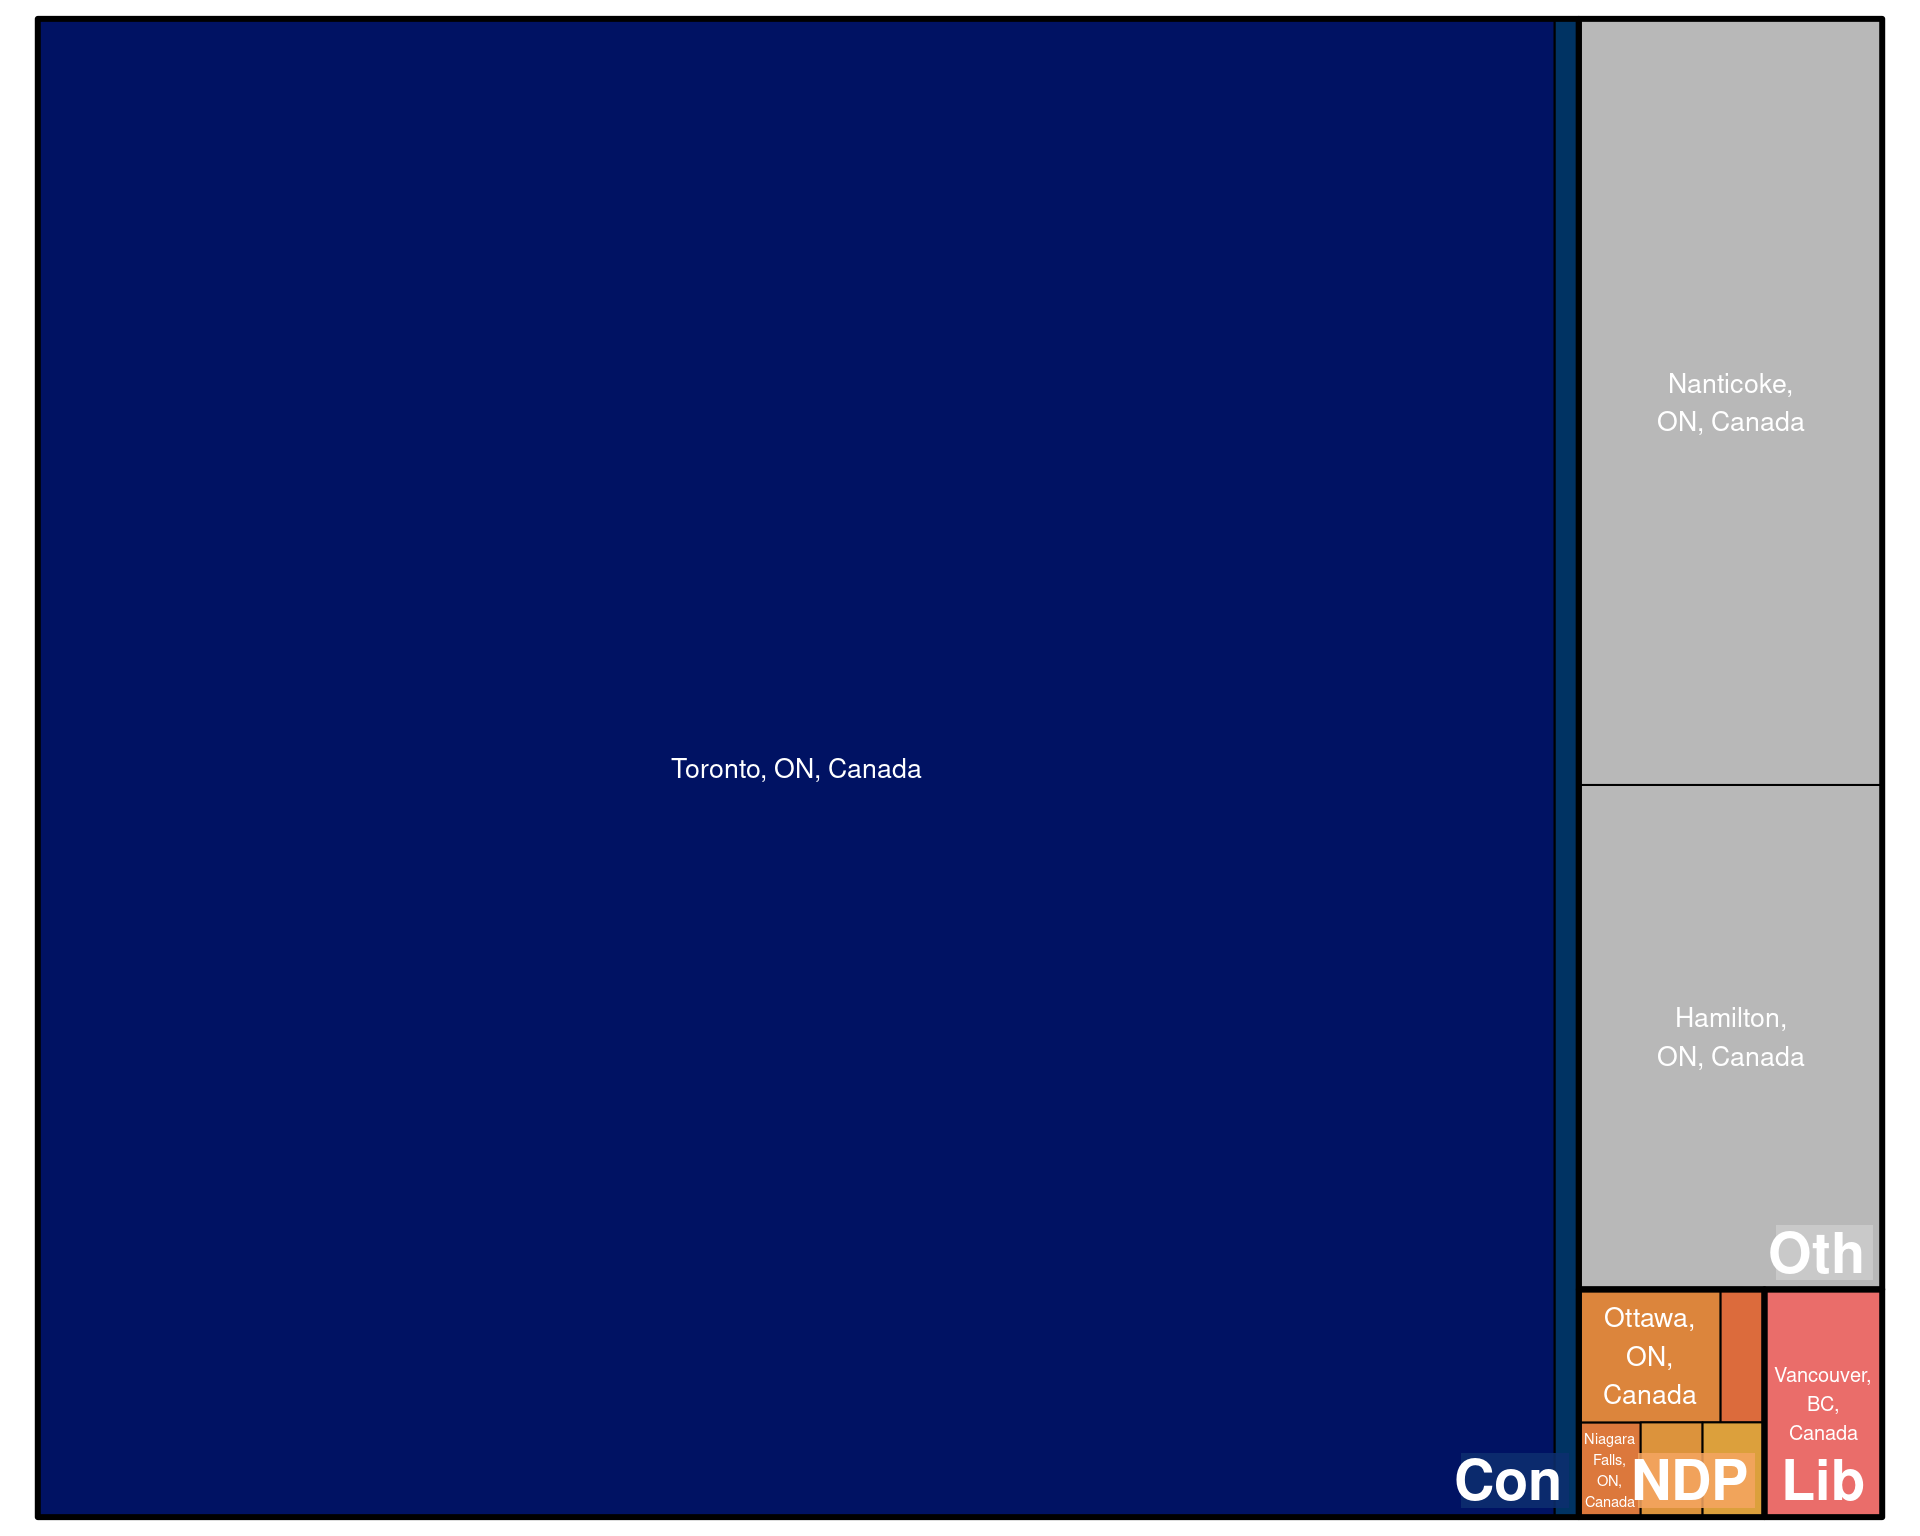 Toronto, ON, Canada
Con
Nanticoke,
ON, Canada
Hamilton,
ON, Canada
Oth
Ottawa,
ON,
Canada
Niagara
Falls,
ON,
Canada
NDP
Vancouver,
BC,
Canada
Lib